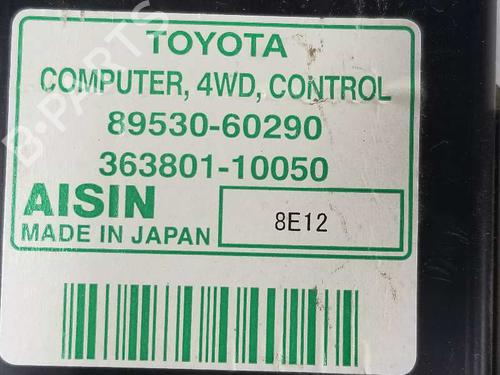 TOYOTA
COMPUTER, 4WD, CONTROL
89530-60290
363801-10050
AISIN
MADE IN JAPAN
8E12
B-PARTS